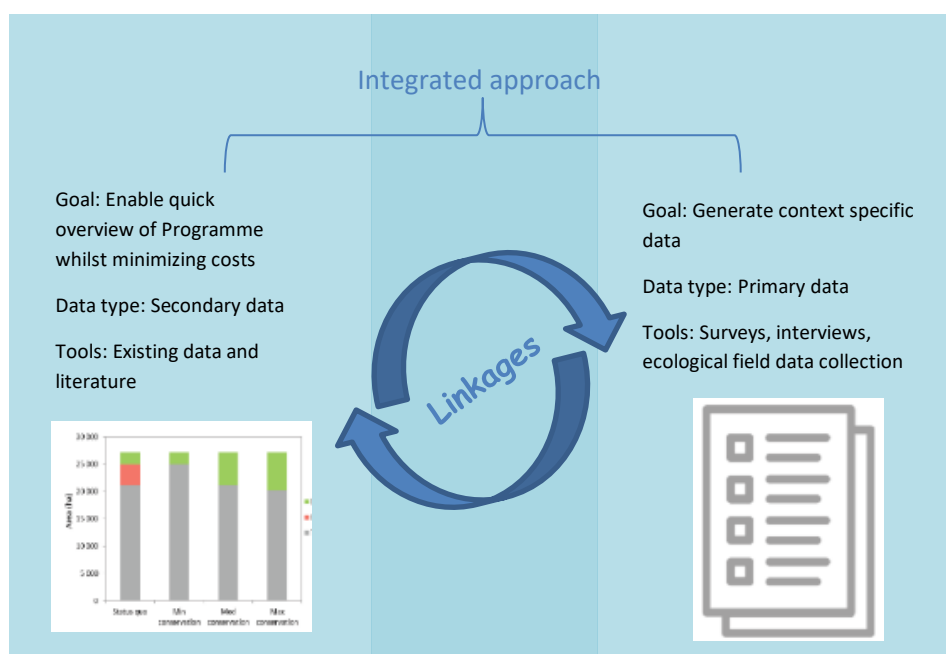 Integrated approach
Goal: Enable quick
overview of Programme
whilst minimizing costs
Data type: Secondary data
Tools: Existing data and
literature
Goal: Generate context specific
data
Data type: Primary data
Tools: Surveys, interviews,
ecological field data collection
Linkages
Area (ha)
30 000
25 000
20 000
15 000
10 000
5 000
0
Status quo
Min
conservation
Med
conservation
Max
conservation